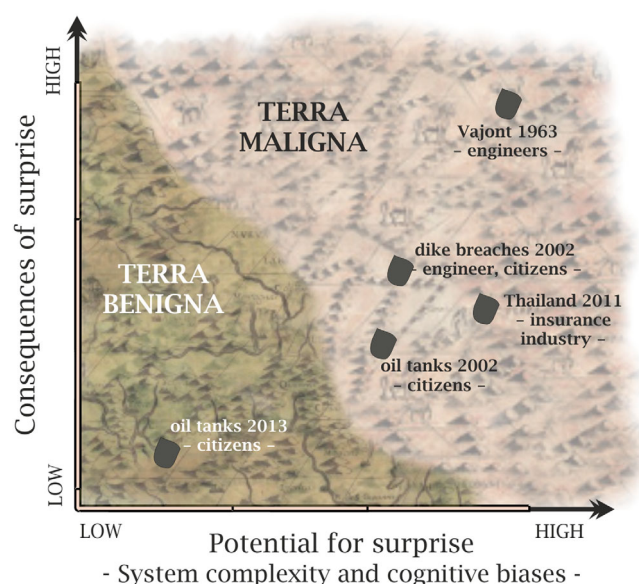 HIGH
Consequences of surprise
LOW
TERRA
MALIGNA
Vajont 1963
– engineers –
dike breaches 2002
– engineer, citizens –
TERRA
BENIGNA
Thailand 2011
– insurance
industry –
oil tanks 2002
– citizens –
oil tanks 2013
– citizens –
LOW
HIGH
Potential for surprise
- System complexity and cognitive biases -